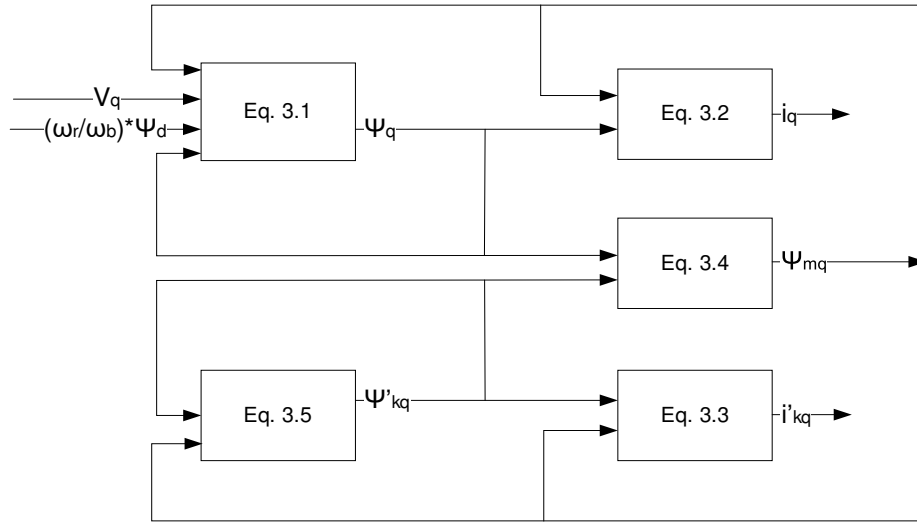 Eq. 3.1
Vq
(ωr/ωb)*Ψd
Ψq
Eq. 3.2
iq
Eq. 3.4
Ψmq
Eq. 3.5
Ψ'kq
Eq. 3.3
i'kq